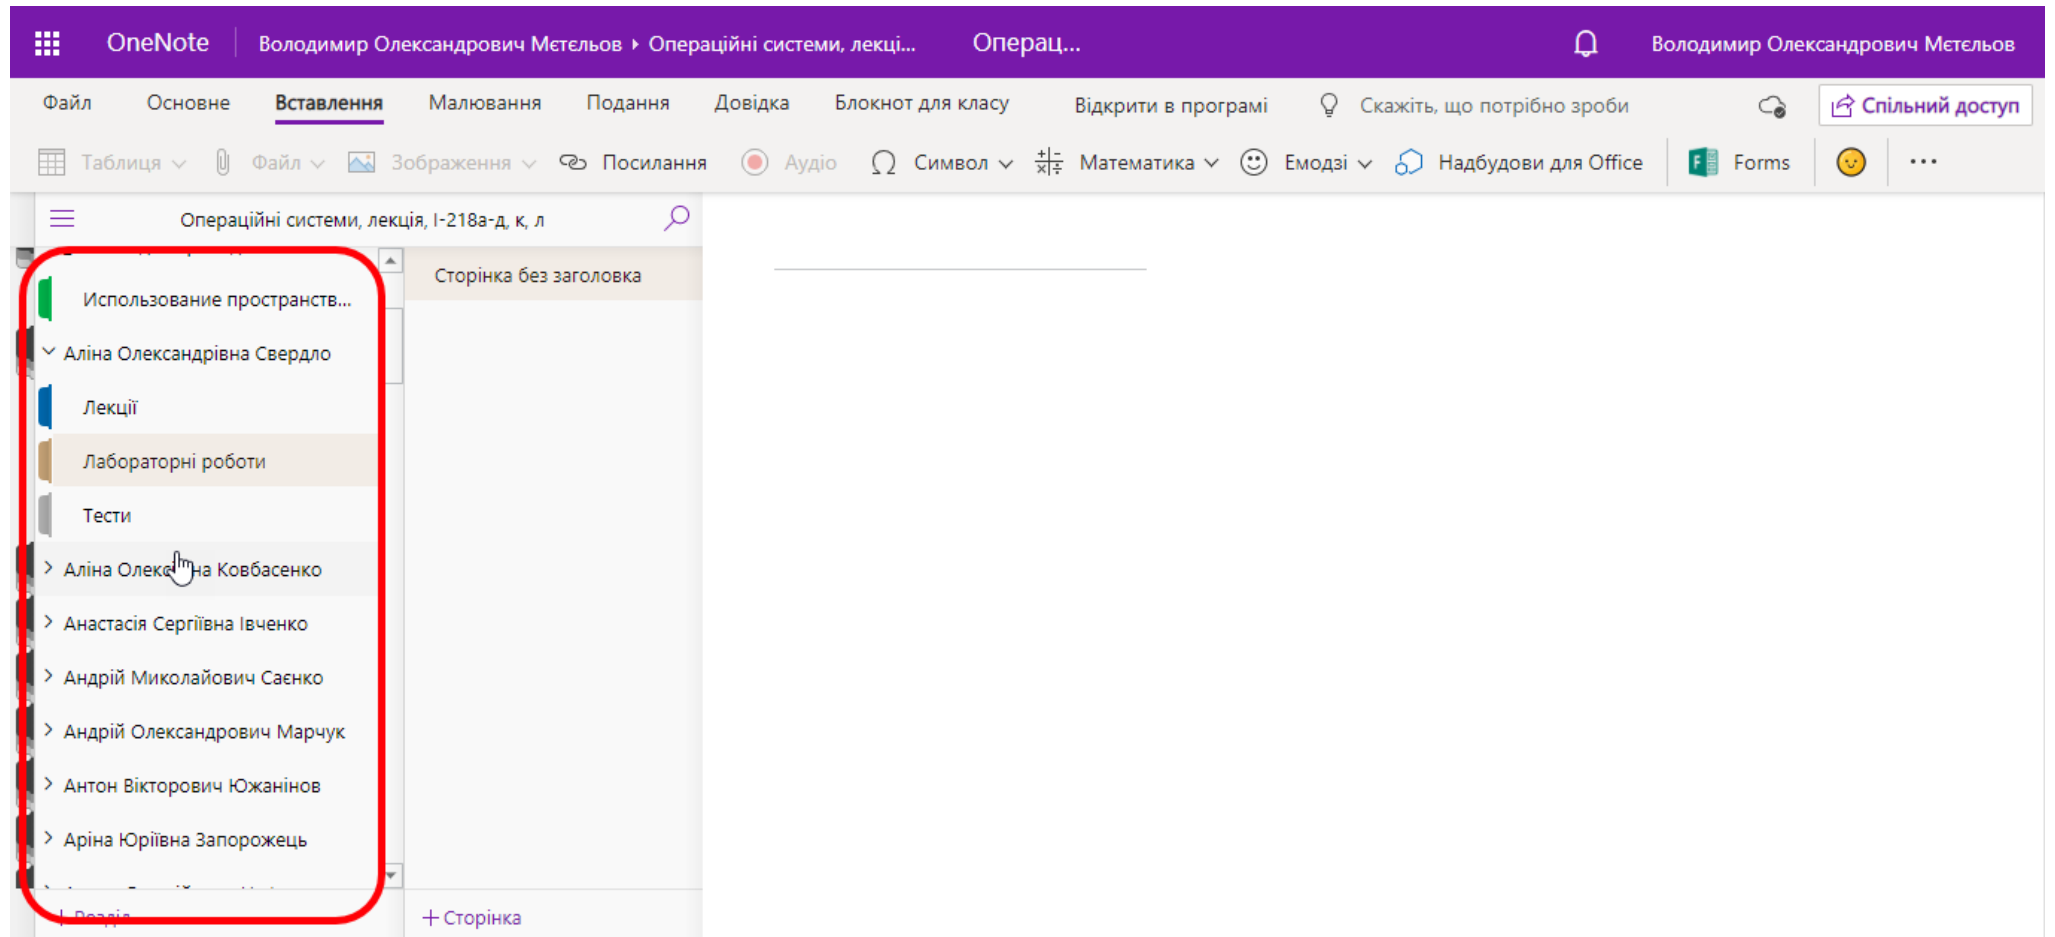 OneNote Володимир Олександрович Мєтєльов Операційні системи, лекці... Операц... Володимир Олександрович Мєтєльов
Файл Основне Вставлення Малювання Подання Довідка Блокнот для класу Відкрити в програмі Скажіть, що потрібно зроби Спільний доступ
Таблиця Файл Зображення Посилання Аудіо Символ Математика Емодзі Надбудови для Office Forms ...
Операційні системи, лекція, І-218а-д, к, л
Сторінка без заголовка
Использование пространств...
Аліна Олександрівна Свердло
Лекції
Лабораторні роботи
Тести
Аліна на Ковбасенко
Анастасія Сергіївна Івченко
Андрій Миколайович Саєнко
Андрій Олександрович Марчук
Антон Вікторович Южанінов
Аріна Юріївна Запорожець
+ Розділ
+ Сторінка